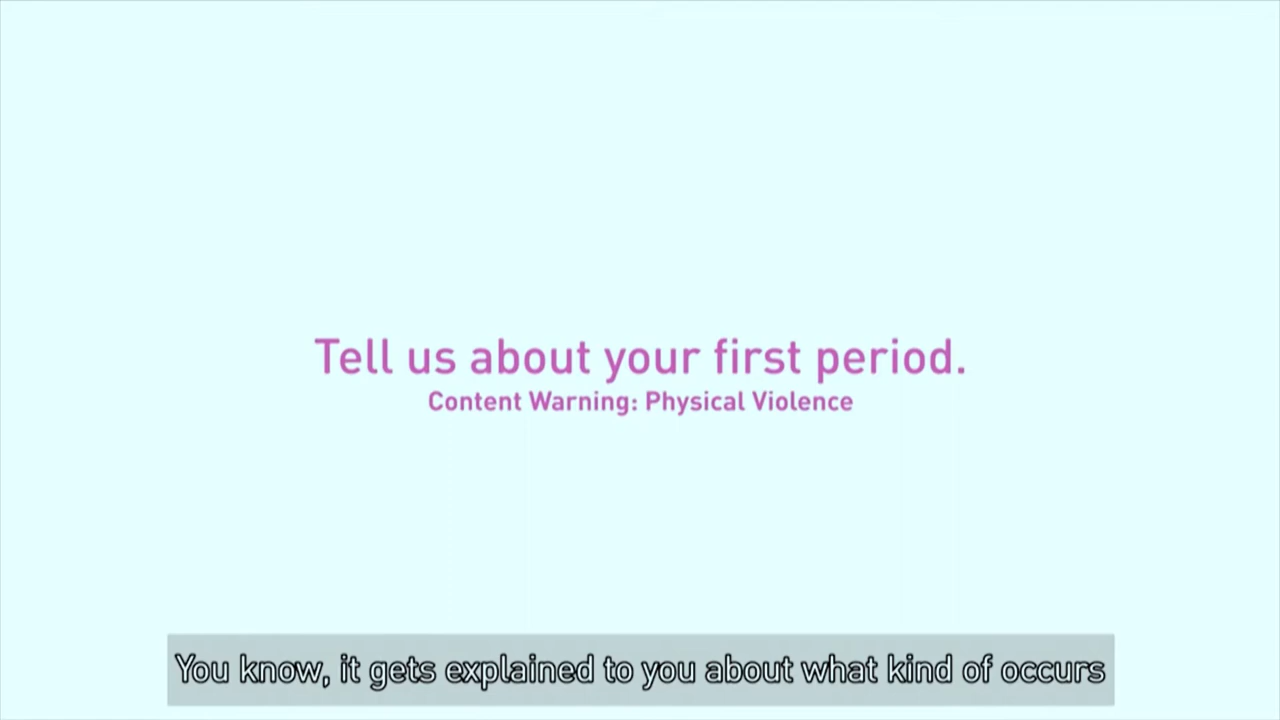 Tell us about your first period.
Content Warning: Physical Violence
You know, it gets explained to you about what kind of occurs